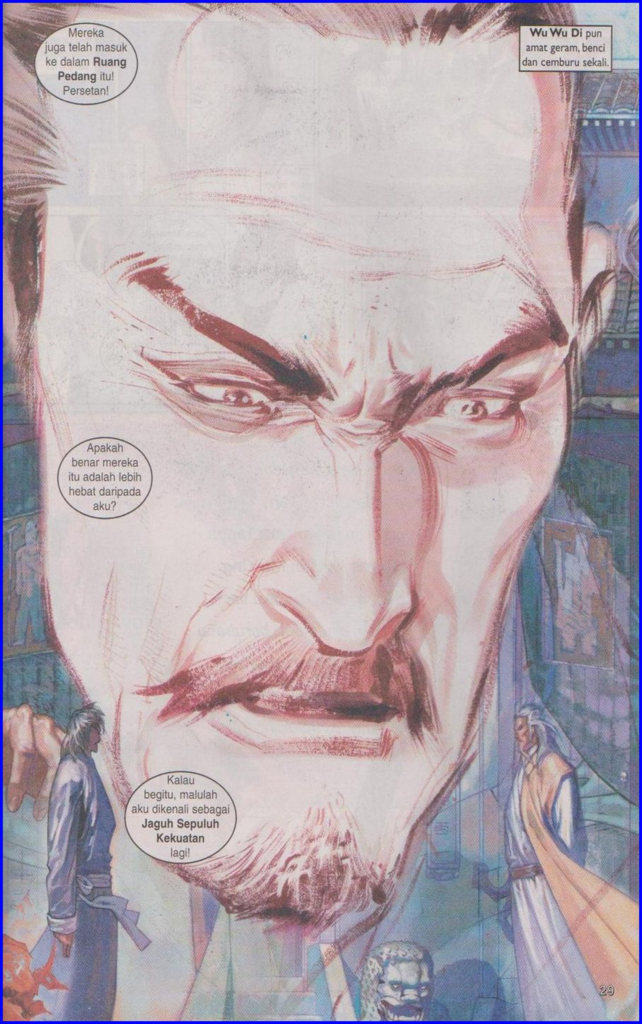 Mereka
juga telah masuk
ke dalam Ruang
Pedang itu!
Persetan!
Wu Wu Di pun
amat geram, benci
dan cemburu sekali.
Apakah
benar mereka
itu adalah lebih
hebat daripada
aku?
Kalau
begitu, malulah
aku dikenali sebagai
Jaguh Sepuluh
Kekuatan
lagi!
29